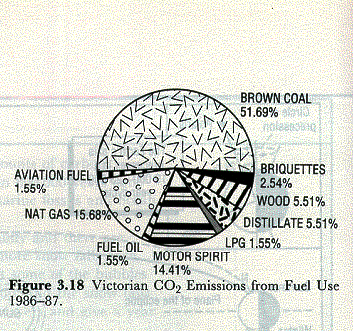 BROWN COAL
51.69%
BRIQUETTES
2.54%
WOOD 5.51%
DISTILLATE 5.51%
LPG 1.55%
MOTOR SPIRIT
14.41%
FUEL OIL
1.55%
NAT GAS 15.68%
AVIATION FUEL
1.55%
Figure 3.18 Victorian CO₂ Emissions from Fuel Use
1986–87.